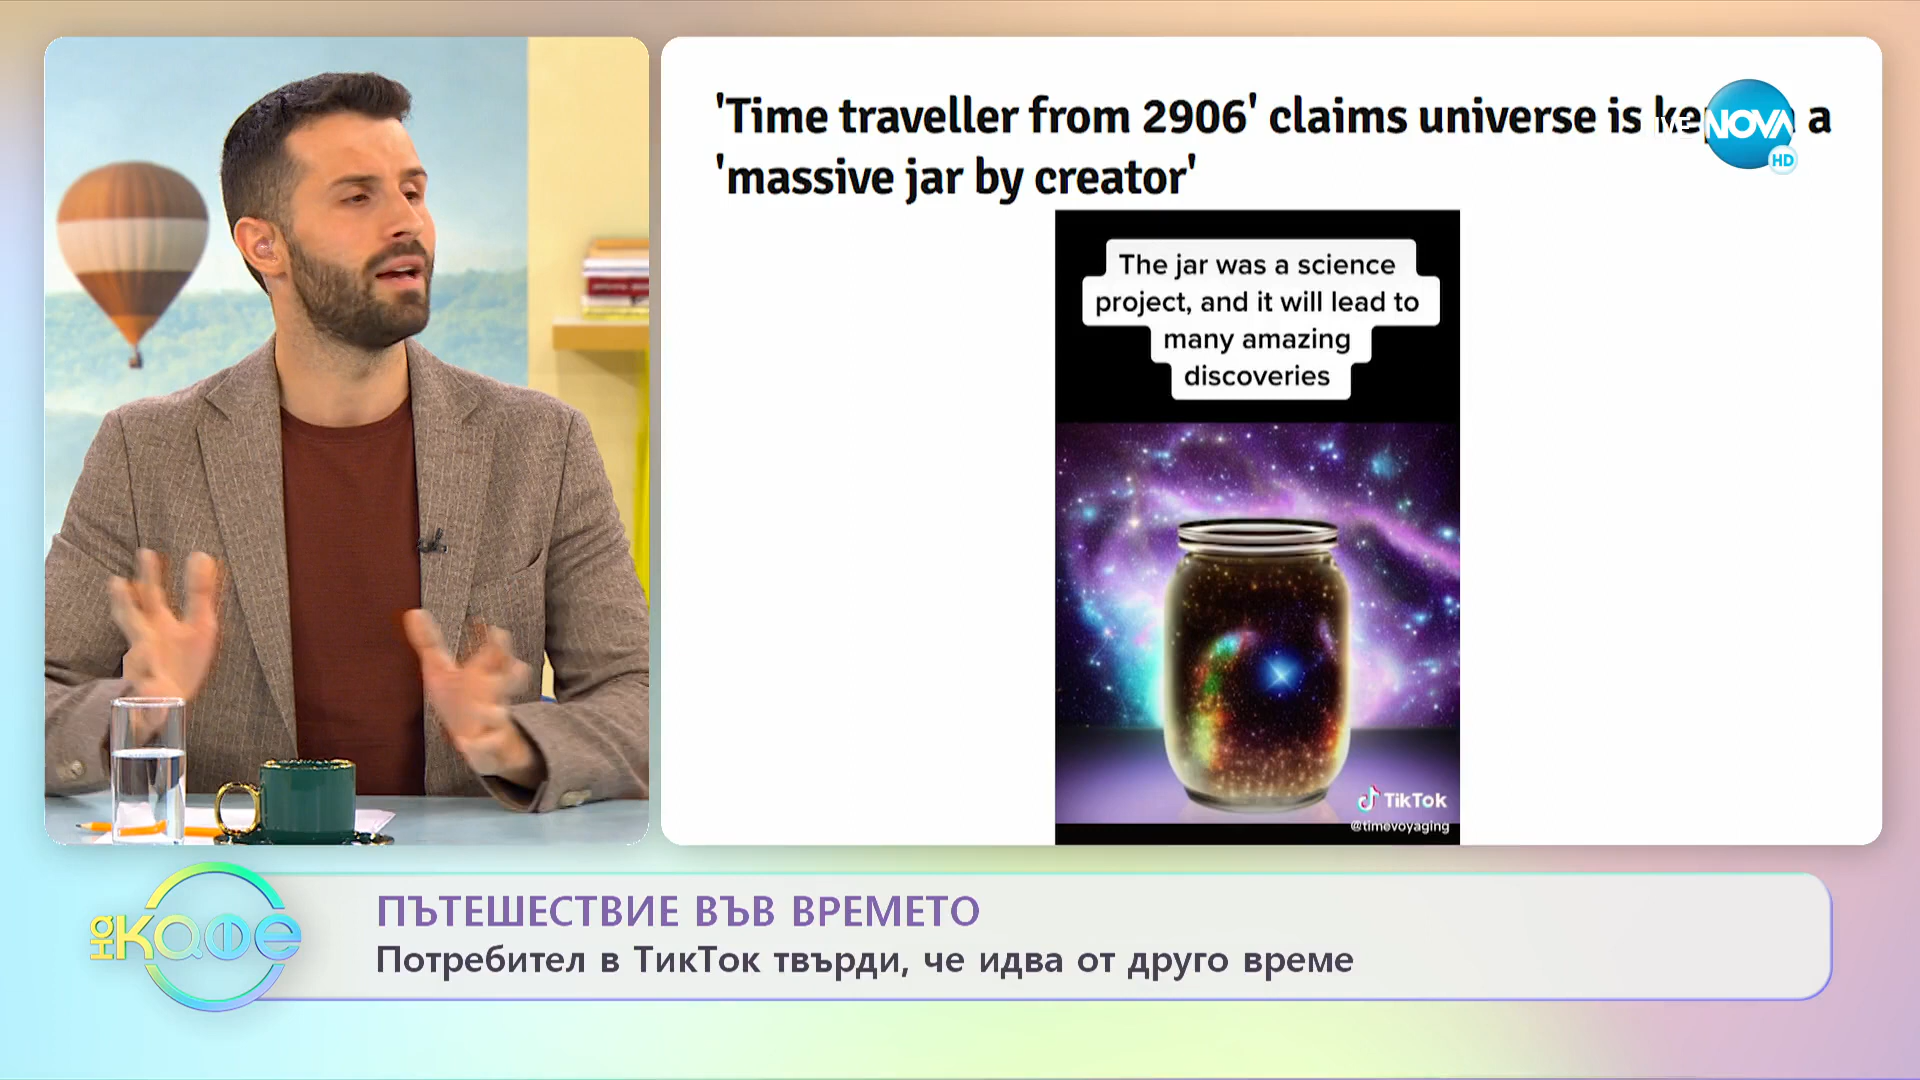 'Time traveller from 2906' claims universe is a
'massive jar by creator'
LIVE
NOVA
HD
The jar was a science
project, and it will lead to
many amazing
discoveries
TikTok
@timevoyaging
НА КАФЕ
ПЪТЕШЕСТВИЕ ВЪВ ВРЕМЕТО
Потребител в ТикТок твърди, че идва от друго време